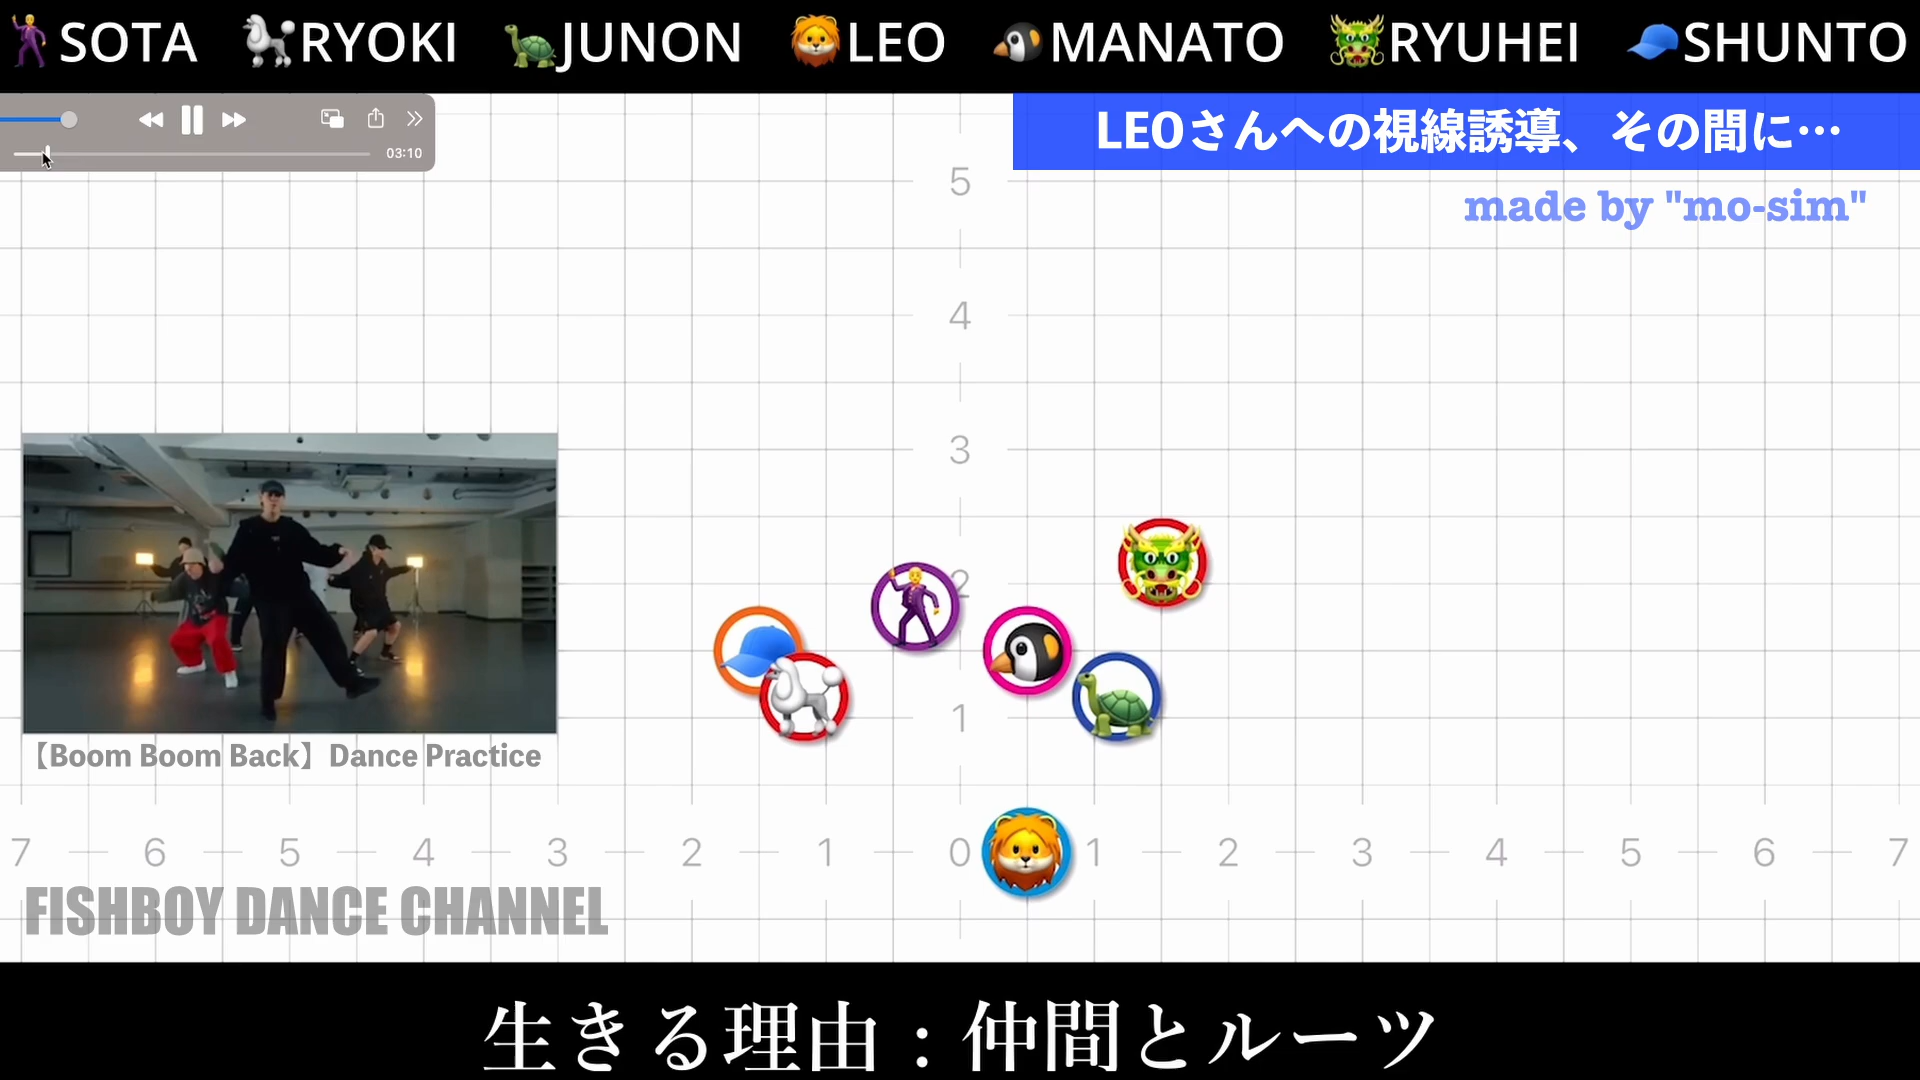 SOTA RYOKI JUNON LEO MANATO RYUHEI SHUNTO
LEOさんへの視線誘導、その間に…
03:10
made by "mo-sim"
5
4
3
2
1
【Boom Boom Back】Dance Practice
7 6 5 4 3 2 1 0 1 2 3 4 5 6 7
FISHBOY DANCE CHANNEL
生きる理由：仲間とルーツ